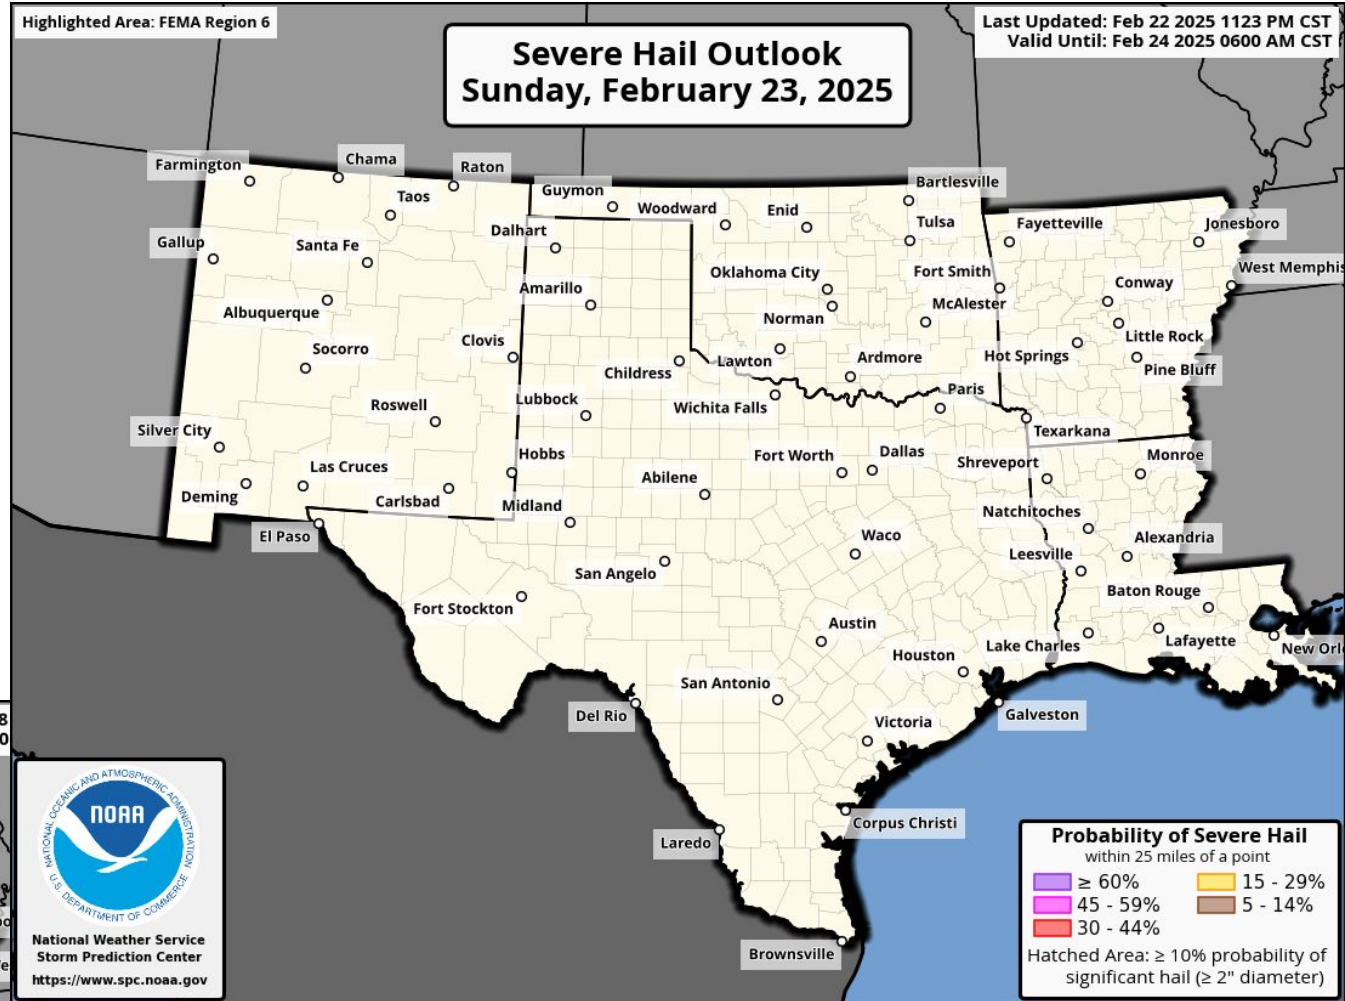 Highlighted Area: FEMA Region 6
Last Updated: Feb 22 2025 1123 PM CST
Valid Until: Feb 24 2025 0600 AM CST
Severe Hail Outlook
Sunday, February 23, 2025
Farmington
Chama
Raton
Taos
Guymon
Woodward
Enid
Bartlesville
Gallup
Santa Fe
Dalhart
Tulsa
Fayetteville
Jonesboro
Albuquerque
Amarillo
Oklahoma City
Fort Smith
West Memphis
Norman
McAlester
Conway
Socorro
Clovis
Childress
Lawton
Ardmore
Hot Springs
Little Rock
Pine Bluff
Roswell
Lubbock
Wichita Falls
Paris
Texarkana
Silver City
Las Cruces
Hobbs
Abilene
Fort Worth
Dallas
Shreveport
Monroe
Deming
Carlsbad
Midland
Natchitoches
El Paso
San Angelo
Waco
Leesville
Alexandria
Fort Stockton
Austin
Baton Rouge
Houston
Lake Charles
Lafayette
New Orl
San Antonio
Del Rio
Victoria
Galveston
Laredo
Corpus Christi
Brownsville
8
0
NATIONAL OCEANIC AND ATMOSPHERIC ADMINISTRATION
NOAA
U.S. DEPARTMENT OF COMMERCE
National Weather Service
Storm Prediction Center
https://www.spc.noaa.gov
Probability of Severe Hail
within 25 miles of a point
≥ 60% 15 - 29%
45 - 59% 5 - 14%
30 - 44%
Hatched Area: ≥ 10% probability of
significant hail (≥ 2" diameter)